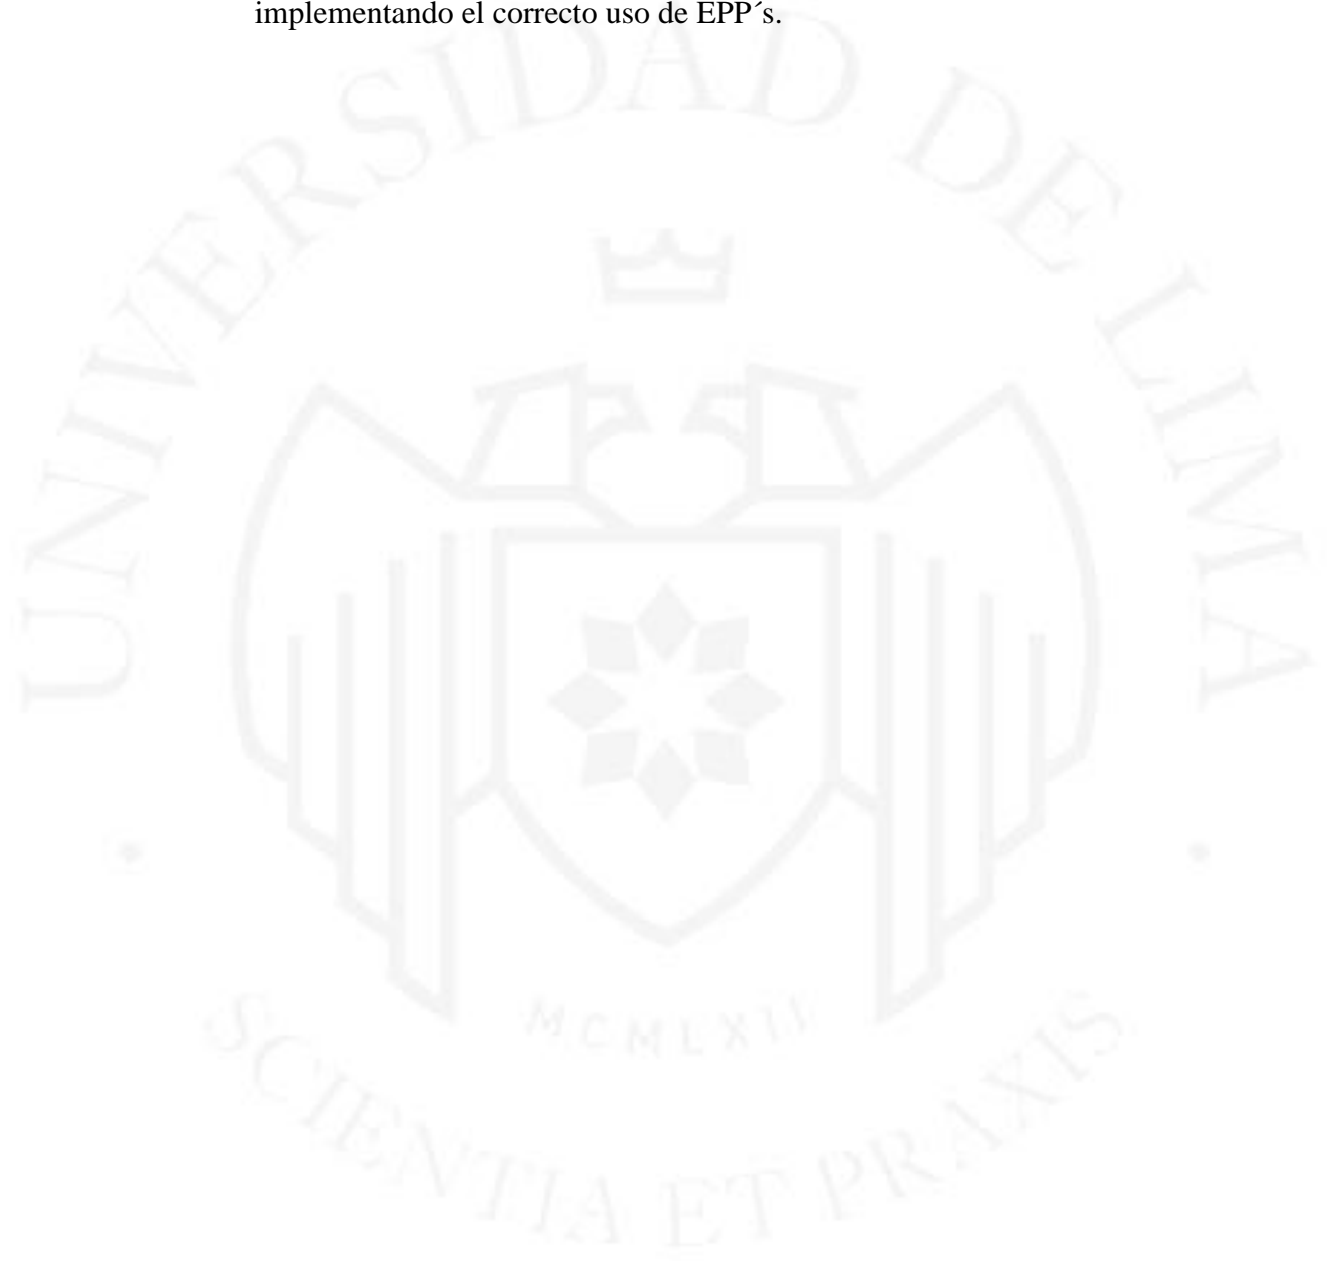 implementando el correcto uso de EPP´s.
UNIVERSIDAD DE LIMA
MCMLXII
SCIENTIA ET PRAXIS